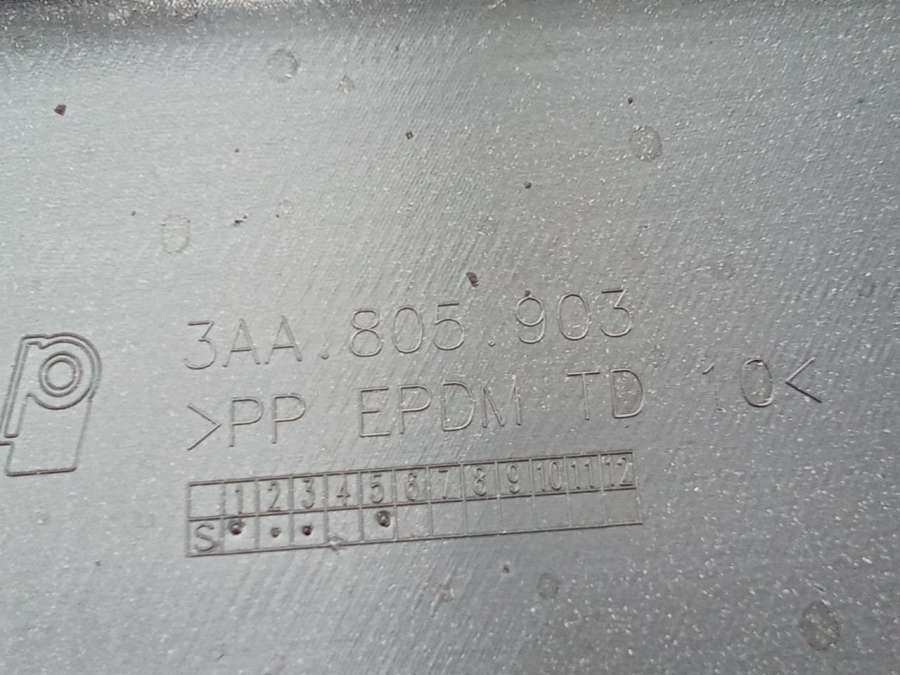 3AA.805.903
>PP EPDM TD 10<
1 2 3 4 5 6 7 8 9 10 11 12
S